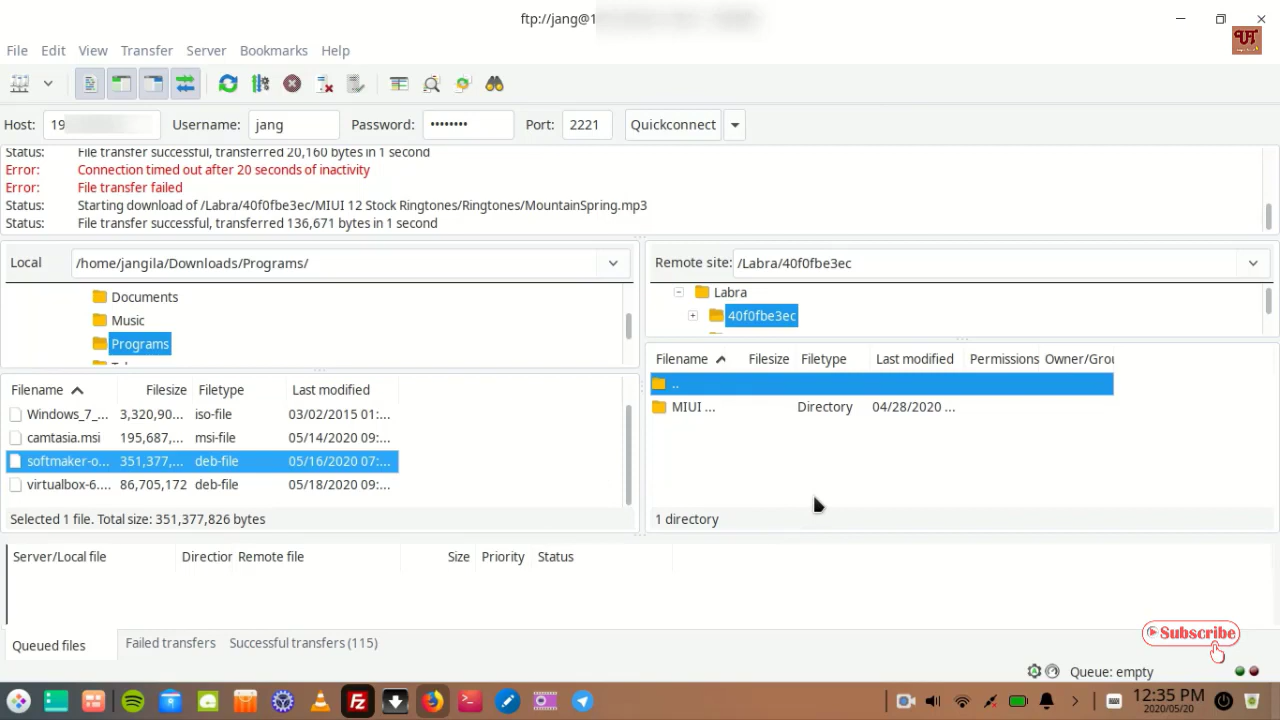 ftp://jang@1
File Edit View Transfer Server Bookmarks Help
Host: 19 Username: jang Password: •••••••• Port: 2221 Quickconnect
Status: File transfer successful, transferred 20,160 bytes in 1 second
Error: Connection timed out after 20 seconds of inactivity
Error: File transfer failed
Status: Starting download of /Labra/40f0fbe3ec/MIUI 12 Stock Ringtones/Ringtones/MountainSpring.mp3
Status: File transfer successful, transferred 136,671 bytes in 1 second
Local /home/jangila/Downloads/Programs/
Documents
Music
Programs
Filename Filesize Filetype Last modified
Windows_7_... 3,320,90... iso-file 03/02/2015 01:...
camtasia.msi 195,687,... msi-file 05/14/2020 09:...
softmaker-o... 351,377,... deb-file 05/16/2020 07:...
virtualbox-6.... 86,705,172 deb-file 05/18/2020 09:...
Selected 1 file. Total size: 351,377,826 bytes
Remote site: /Labra/40f0fbe3ec
Labra
40f0fbe3ec
Filename Filesize Filetype Last modified Permissions Owner/Grou
..
MIUI ... Directory 04/28/2020 ...
1 directory
Server/Local file Direction Remote file Size Priority Status
Queued files Failed transfers Successful transfers (115)
Subscribe
Queue: empty
12:35 PM
2020/05/20